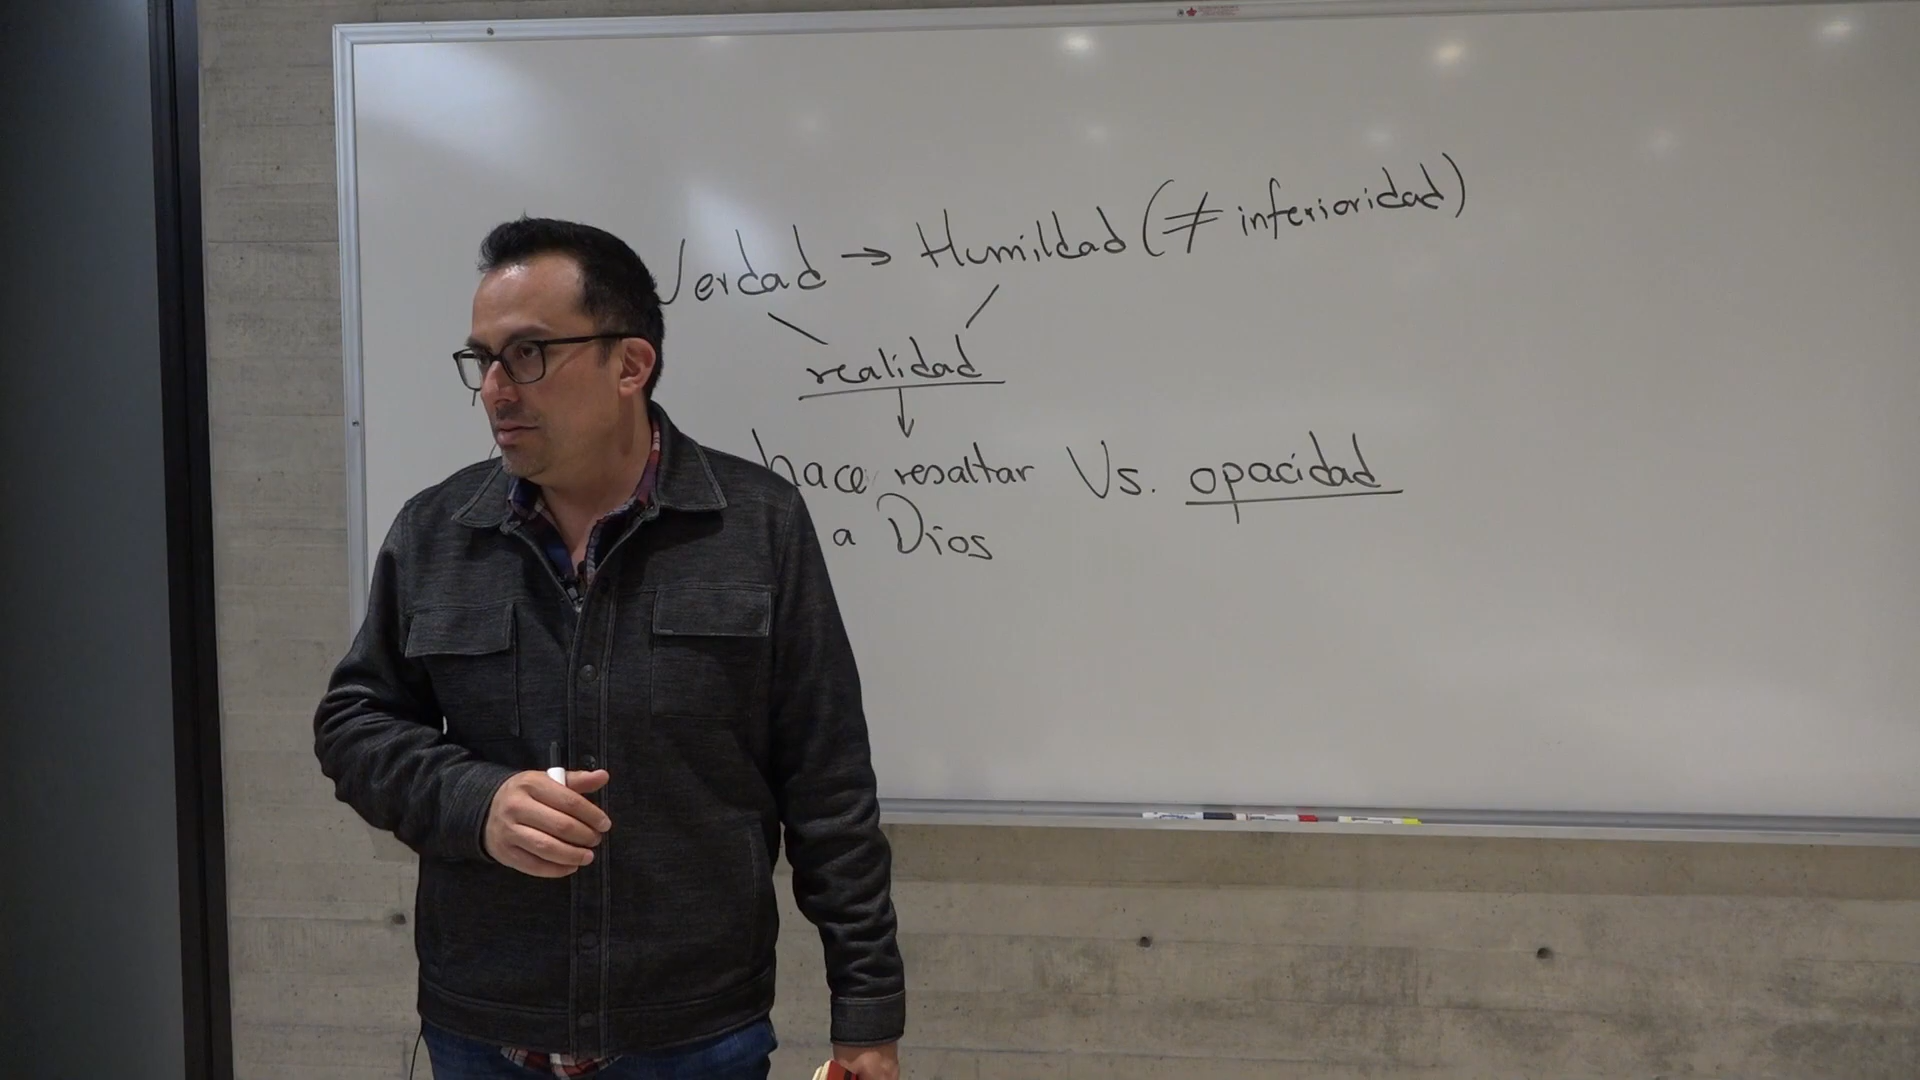 Verdad → Humildad (≠ inferioridad)
realidad
hace resaltar Vs. opacidad
a Dios